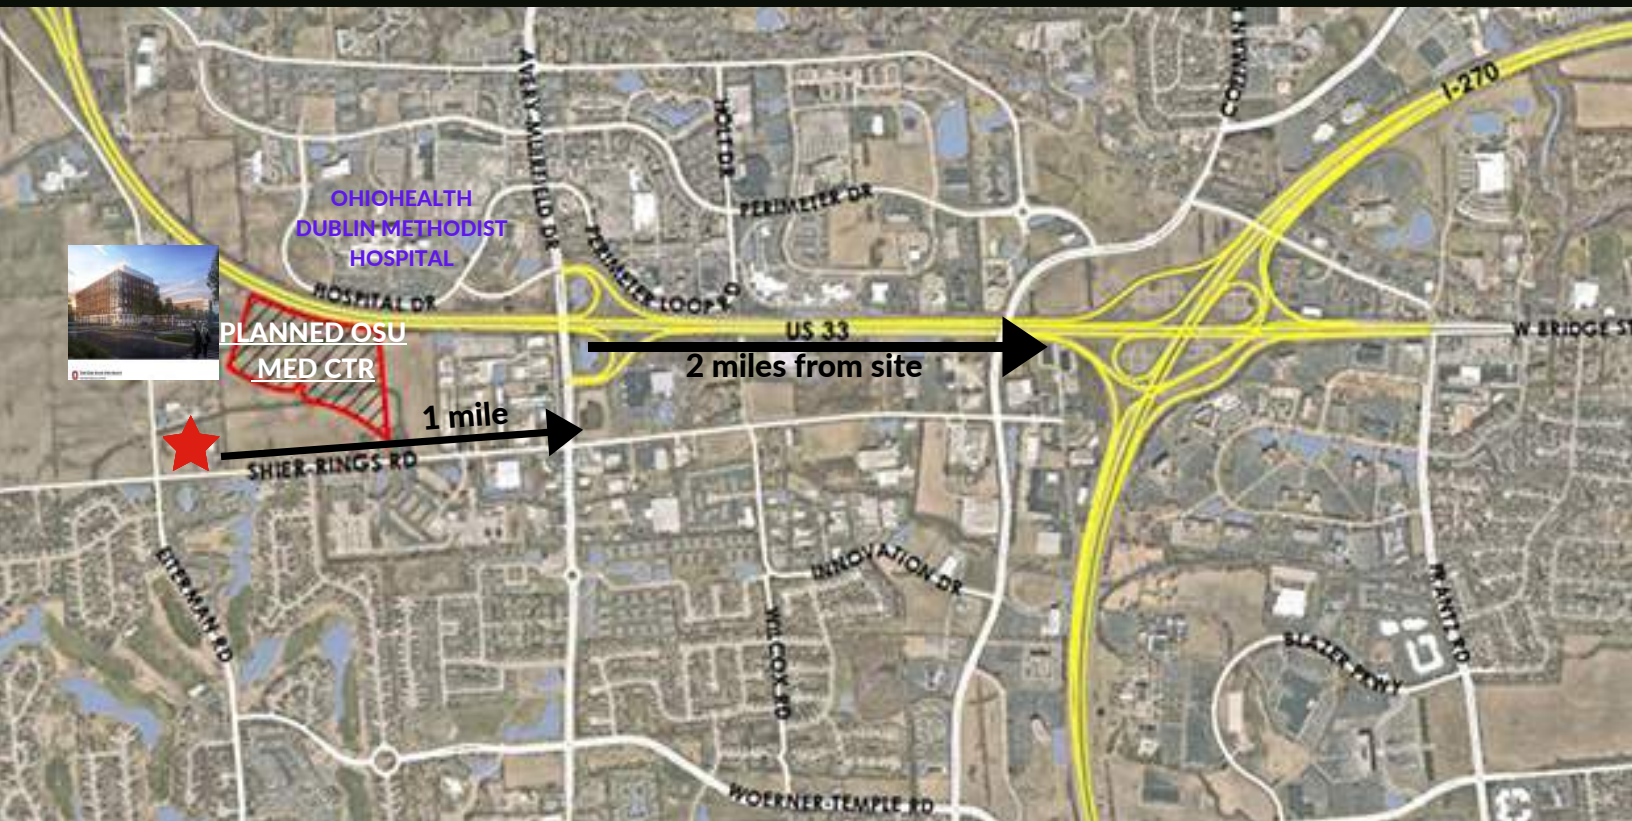 I-270
COFFMAN R
AVERY-MUIRFIELD DR
HOLT DR
PERIMETER DR
OHIOHEALTH
DUBLIN METHODIST
HOSPITAL
PERIMETER LOOP RD
HOSPITAL DR
PLANNED OSU
MED CTR
US 33
W BRIDGE ST
2 miles from site
1 mile
SHIER-RINGS RD
EITERMAN RD
INNOVATION DR
WILCOX RD
FRANTZ RD
BLAZER PKWY
WOERNER-TEMPLE RD